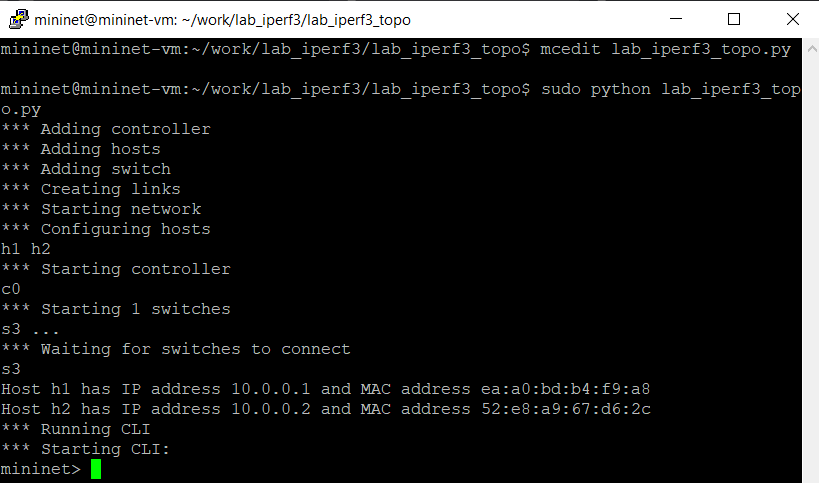 mininet@mininet-vm: ~/work/lab_iperf3/lab_iperf3_topo
mininet@mininet-vm:~/work/lab_iperf3/lab_iperf3_topo$ mcedit lab_iperf3_topo.py
mininet@mininet-vm:~/work/lab_iperf3/lab_iperf3_topo$ sudo python lab_iperf3_top
o.py
*** Adding controller
*** Adding hosts
*** Adding switch
*** Creating links
*** Starting network
*** Configuring hosts
h1 h2
*** Starting controller
c0
*** Starting 1 switches
s3 ...
*** Waiting for switches to connect
s3
Host h1 has IP address 10.0.0.1 and MAC address ea:a0:bd:b4:f9:a8
Host h2 has IP address 10.0.0.2 and MAC address 52:e8:a9:67:d6:2c
*** Running CLI
*** Starting CLI:
mininet>